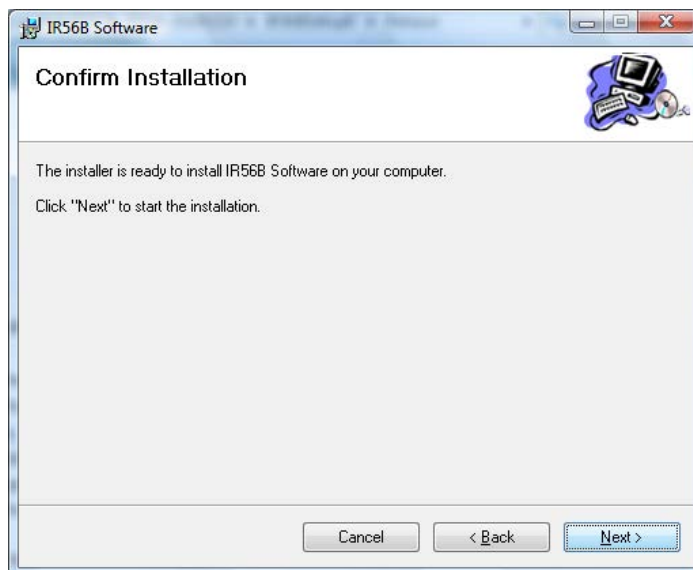 IR56B Software
Confirm Installation
The installer is ready to install IR56B Software on your computer.
Click "Next" to start the installation.
Cancel
< Back
Next >